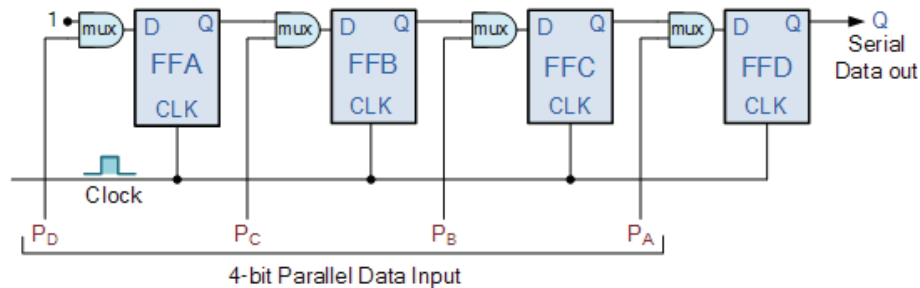 1 mux D Q mux D Q mux D Q mux D Q Q
FFA FFB FFC FFD Serial
Data out
CLK CLK CLK CLK
Clock
PD PC PB PA
4-bit Parallel Data Input